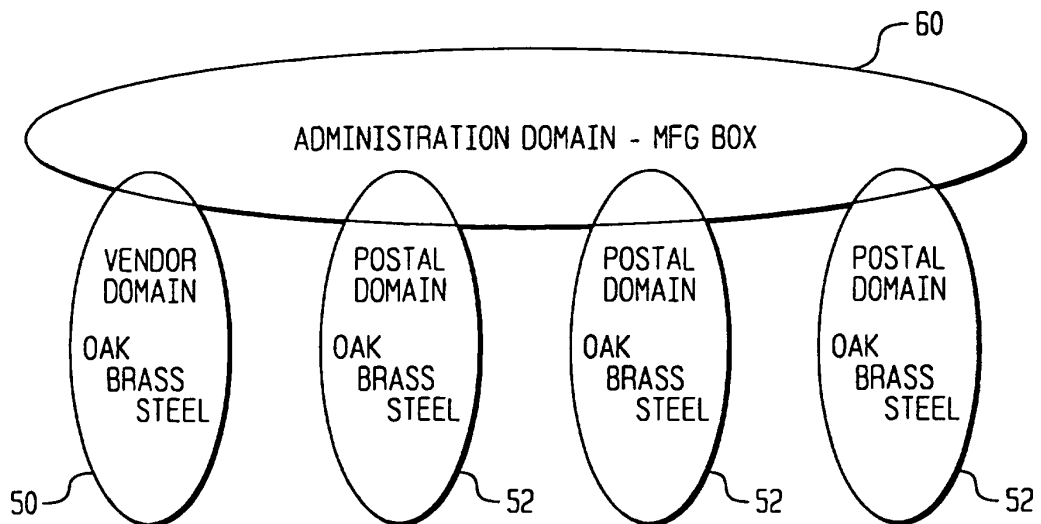 60
ADMINISTRATION DOMAIN - MFG BOX
VENDOR
DOMAIN
OAK
BRASS
STEEL
POSTAL
DOMAIN
OAK
BRASS
STEEL
POSTAL
DOMAIN
OAK
BRASS
STEEL
POSTAL
DOMAIN
OAK
BRASS
STEEL
50
52
52
52